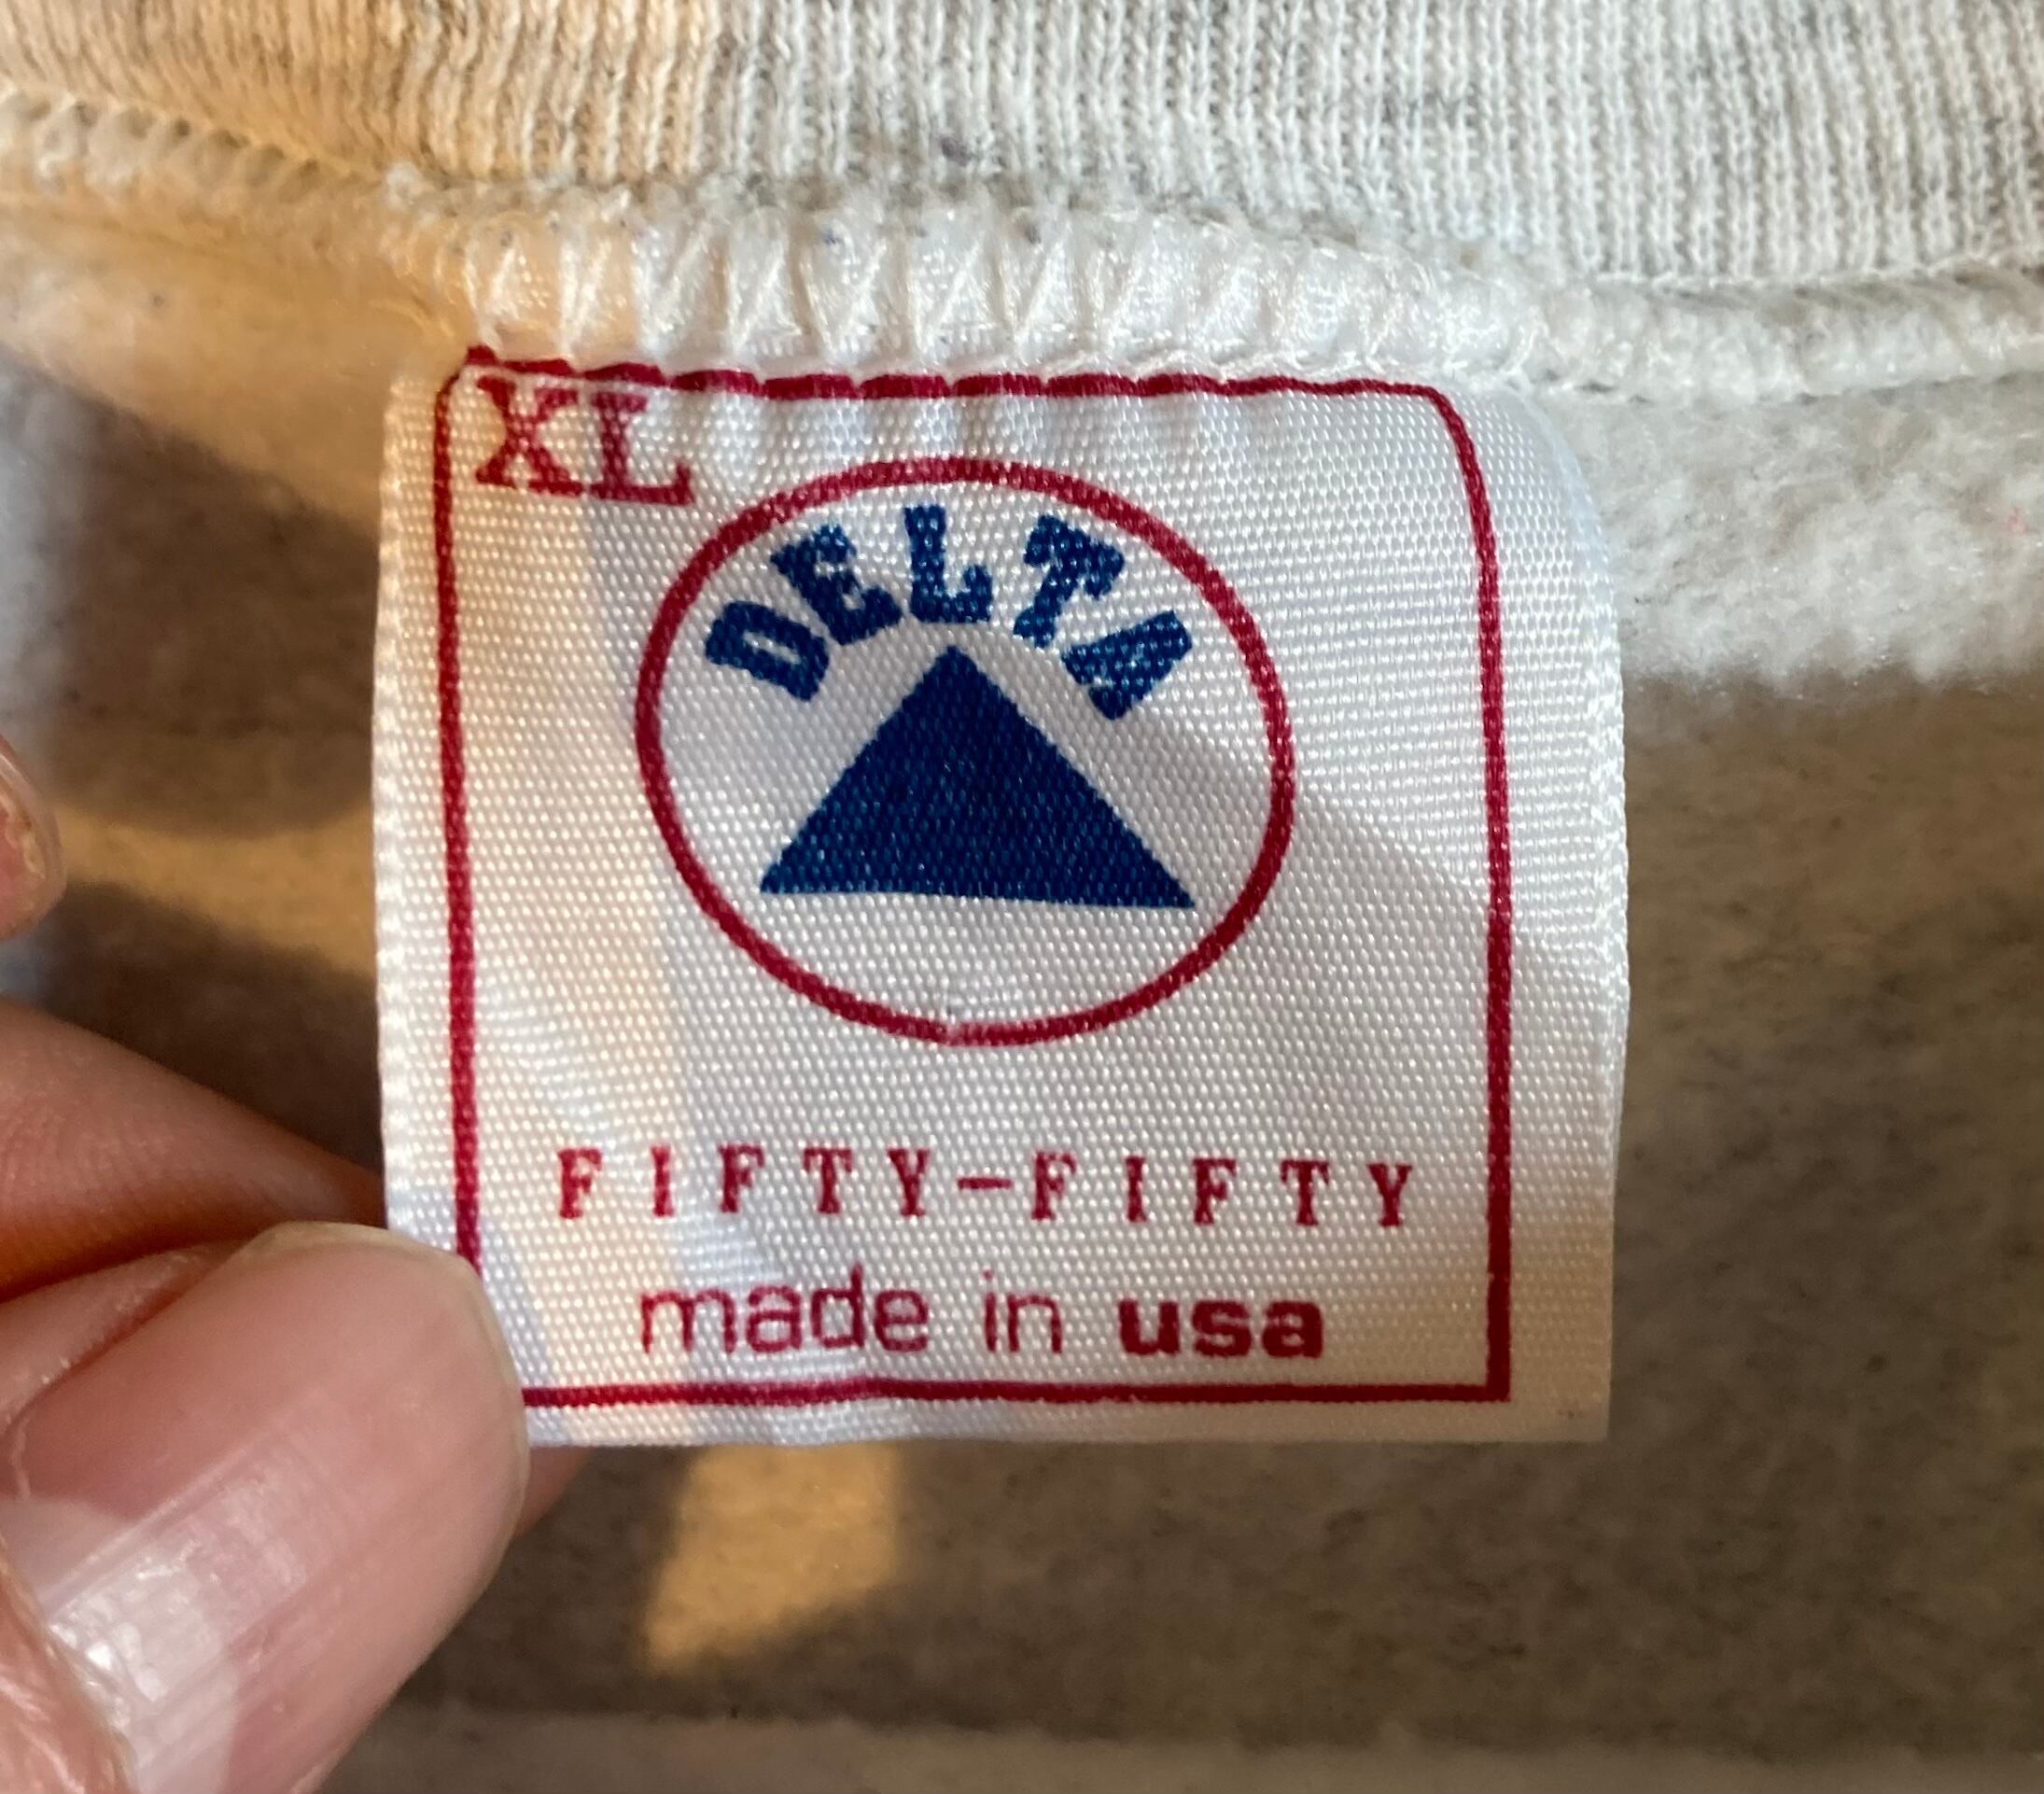 XL
DELTA
FIFTY-FIFTY
made in usa